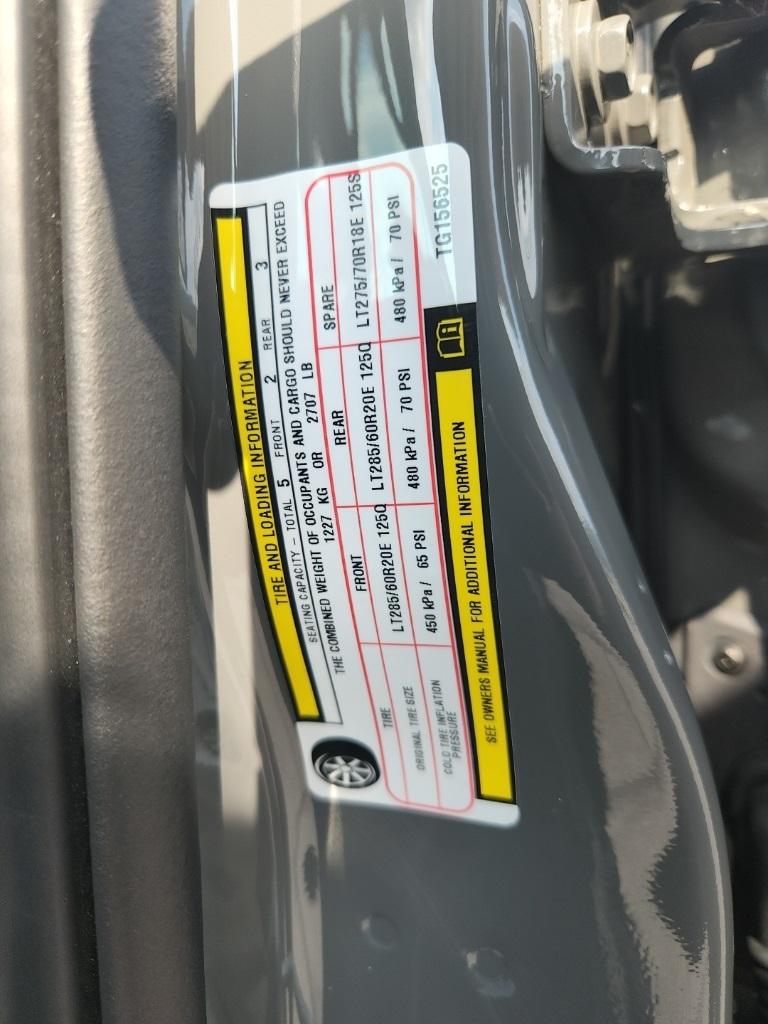 TIRE AND LOADING INFORMATION
SEATING CAPACITY – TOTAL 5 FRONT 2 REAR 3
THE COMBINED WEIGHT OF OCCUPANTS AND CARGO SHOULD NEVER EXCEED
1227 KG OR 2707 LB
TIRE FRONT REAR SPARE
ORIGINAL TIRE SIZE LT285/60R20E 125Q LT285/60R20E 125Q LT275/70R18E 125S
COLD TIRE INFLATION PRESSURE 450 kPa/ 65 PSI 480 kPa/ 70 PSI 480 kPa/ 70 PSI
SEE OWNERS MANUAL FOR ADDITIONAL INFORMATION
TG156525